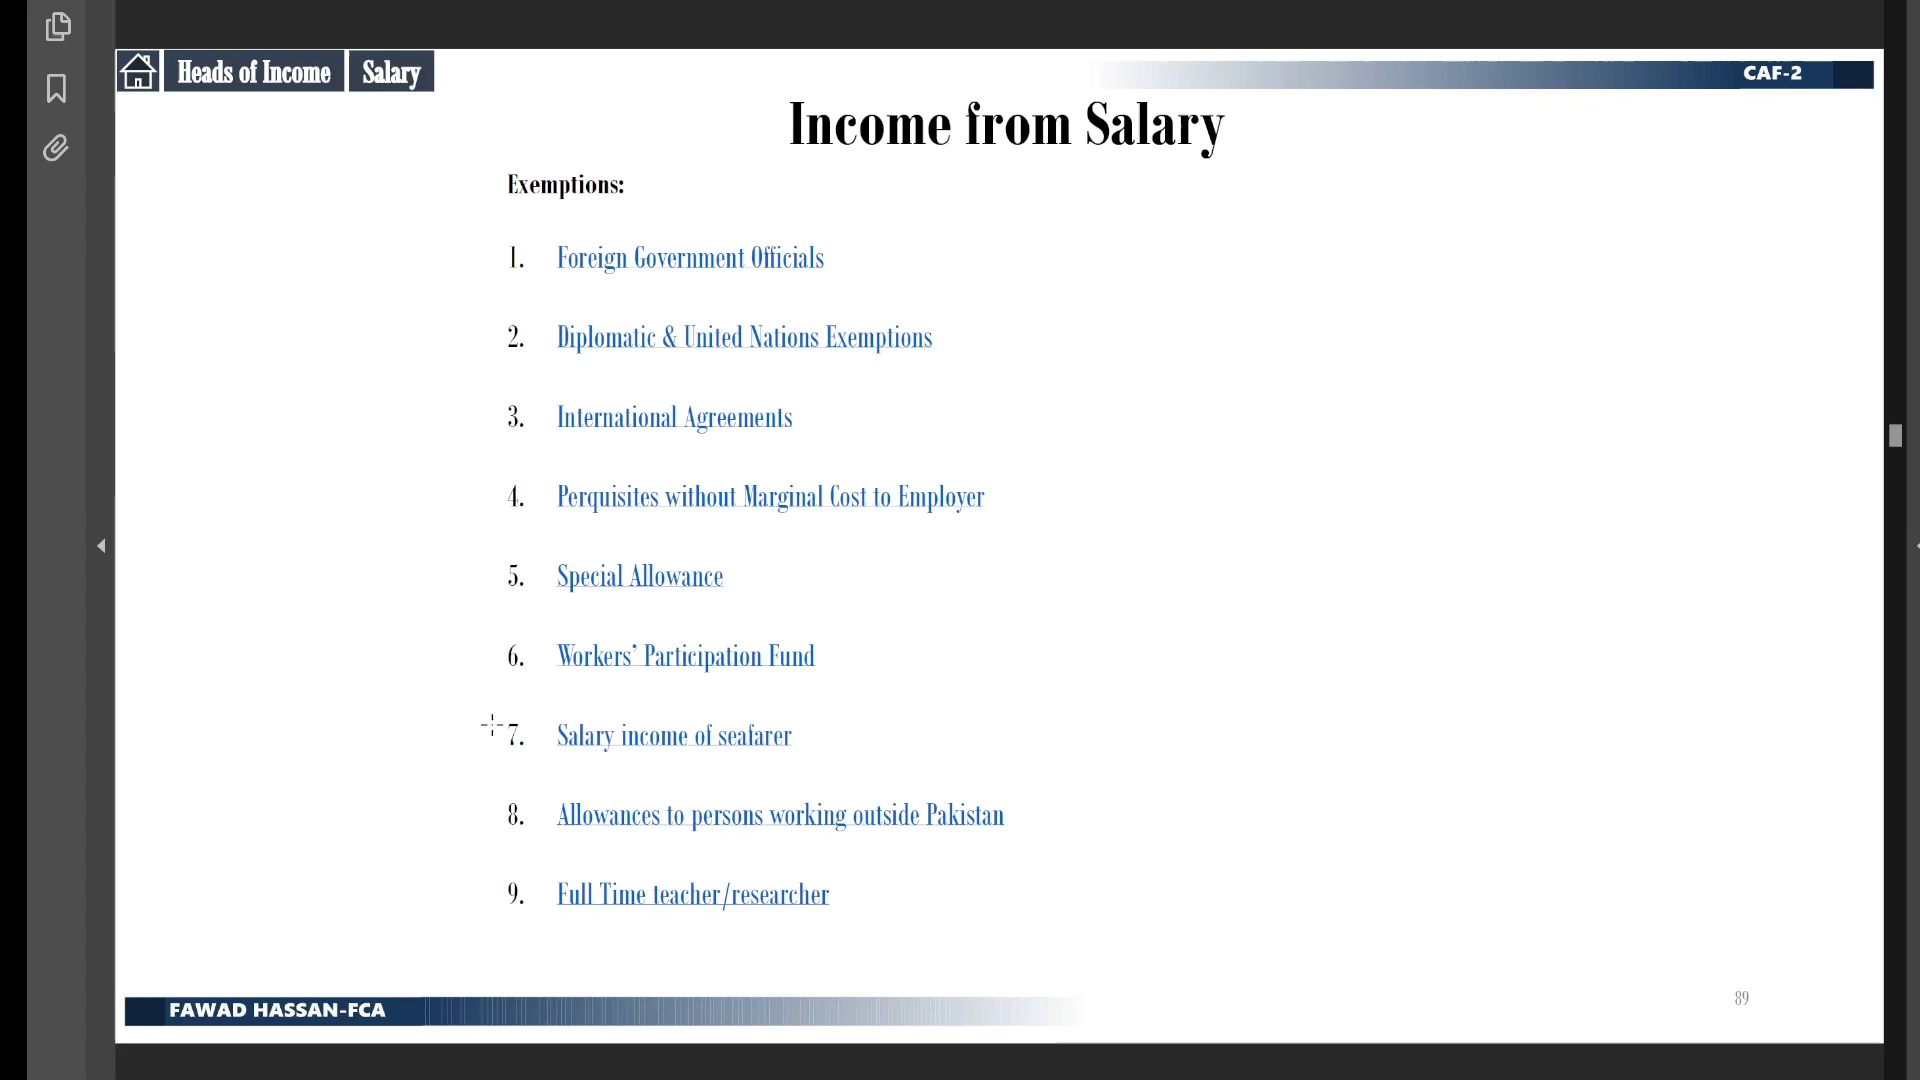 Heads of Income Salary CAF-2
Income from Salary
Exemptions:
1. Foreign Government Officials
2. Diplomatic & United Nations Exemptions
3. International Agreements
4. Perquisites without Marginal Cost to Employer
5. Special Allowance
6. Workers’ Participation Fund
7. Salary income of seafarer
8. Allowances to persons working outside Pakistan
9. Full Time teacher/researcher
89
FAWAD HASSAN-FCA